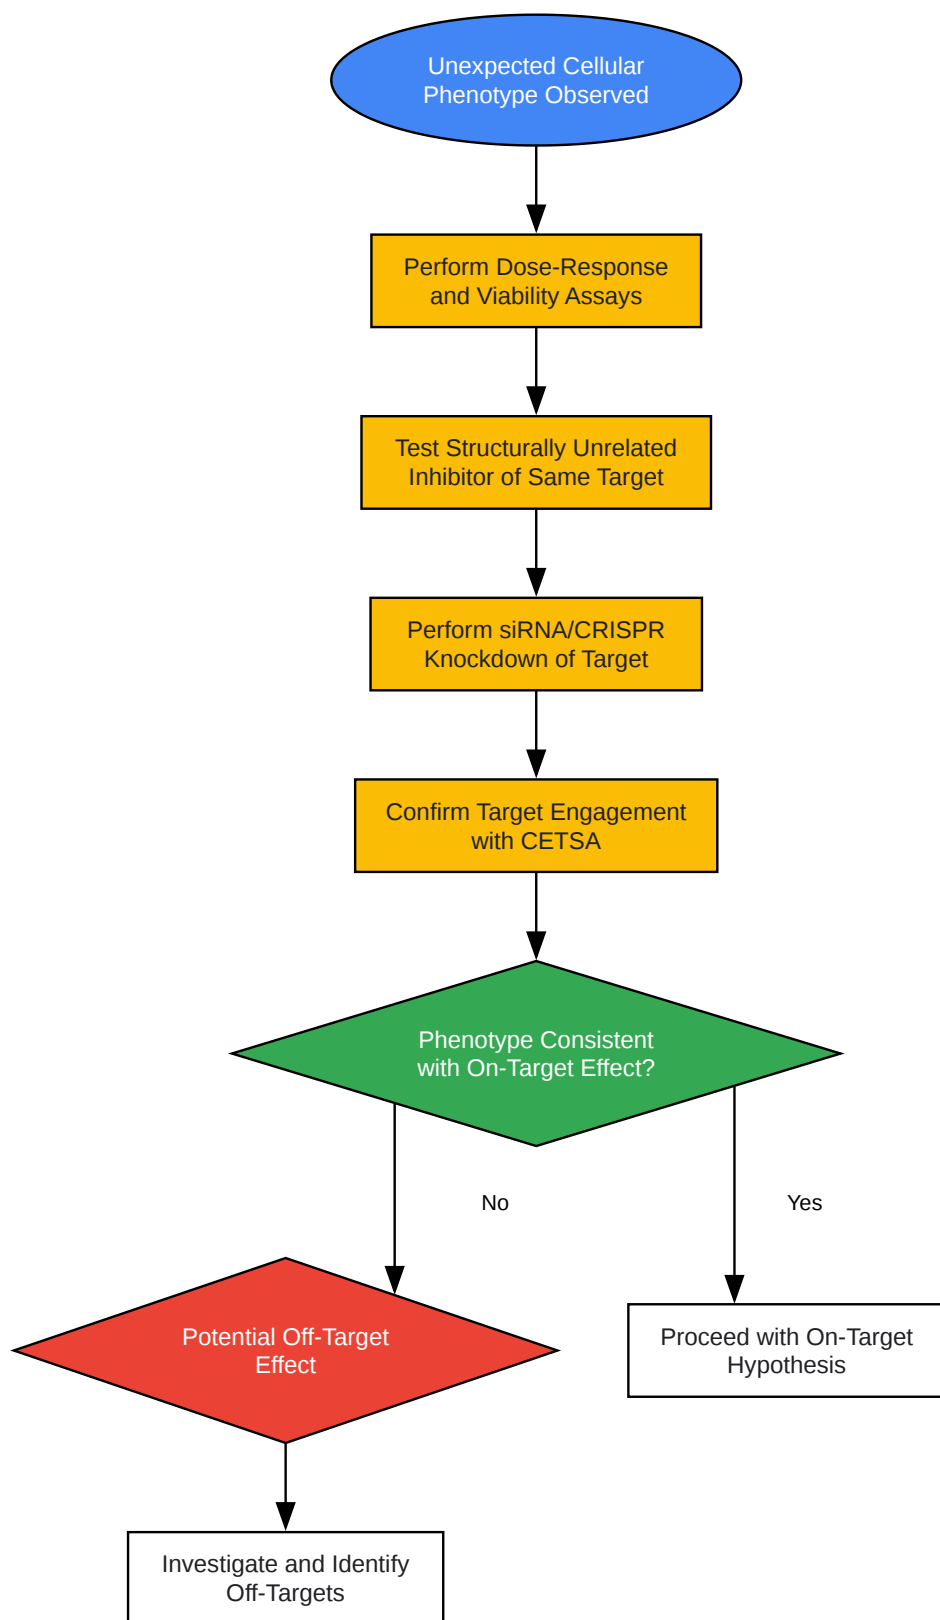 Unexpected Cellular
Phenotype Observed
Perform Dose-Response
and Viability Assays
Test Structurally Unrelated
Inhibitor of Same Target
Perform siRNA/CRISPR
Knockdown of Target
Confirm Target Engagement
with CETSA
Phenotype Consistent
with On-Target Effect?
No
Yes
Potential Off-Target
Effect
Proceed with On-Target
Hypothesis
Investigate and Identify
Off-Targets